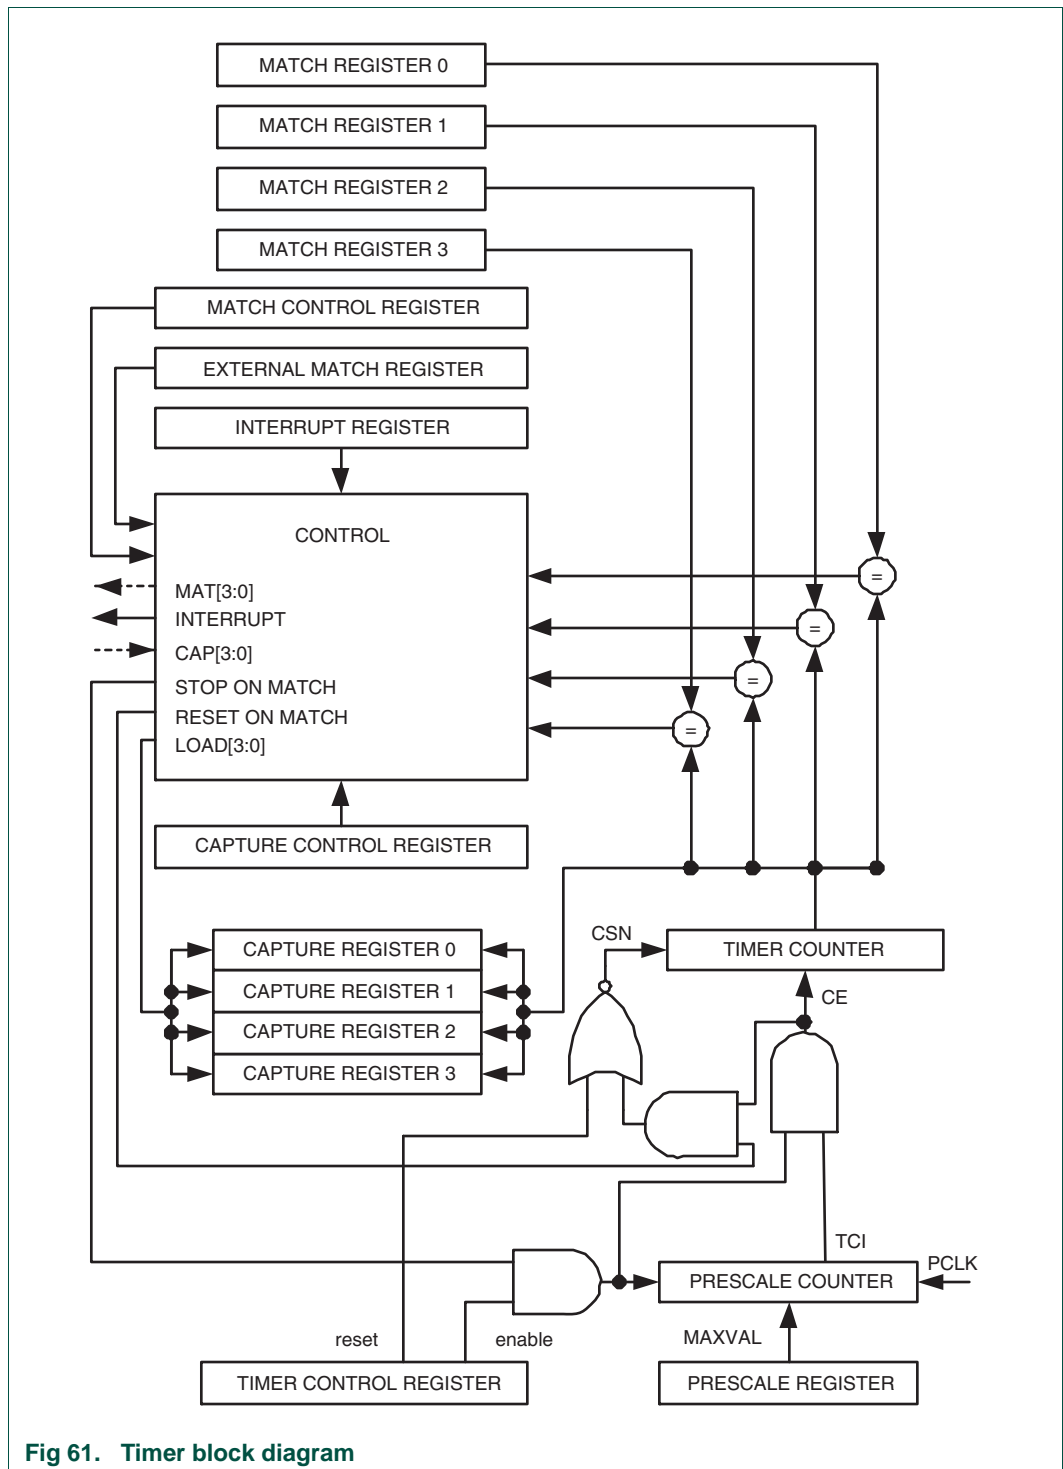 MATCH REGISTER 0
MATCH REGISTER 1
MATCH REGISTER 2
MATCH REGISTER 3
MATCH CONTROL REGISTER
EXTERNAL MATCH REGISTER
INTERRUPT REGISTER
CONTROL
=
MAT[3:0]
INTERRUPT
=
CAP[3:0]
=
STOP ON MATCH
RESET ON MATCH
=
LOAD[3:0]
CAPTURE CONTROL REGISTER
CSN
CAPTURE REGISTER 0
TIMER COUNTER
CAPTURE REGISTER 1
CE
CAPTURE REGISTER 2
CAPTURE REGISTER 3
TCI
PCLK
PRESCALE COUNTER
reset
enable
MAXVAL
TIMER CONTROL REGISTER
PRESCALE REGISTER
Fig 61. Timer block diagram